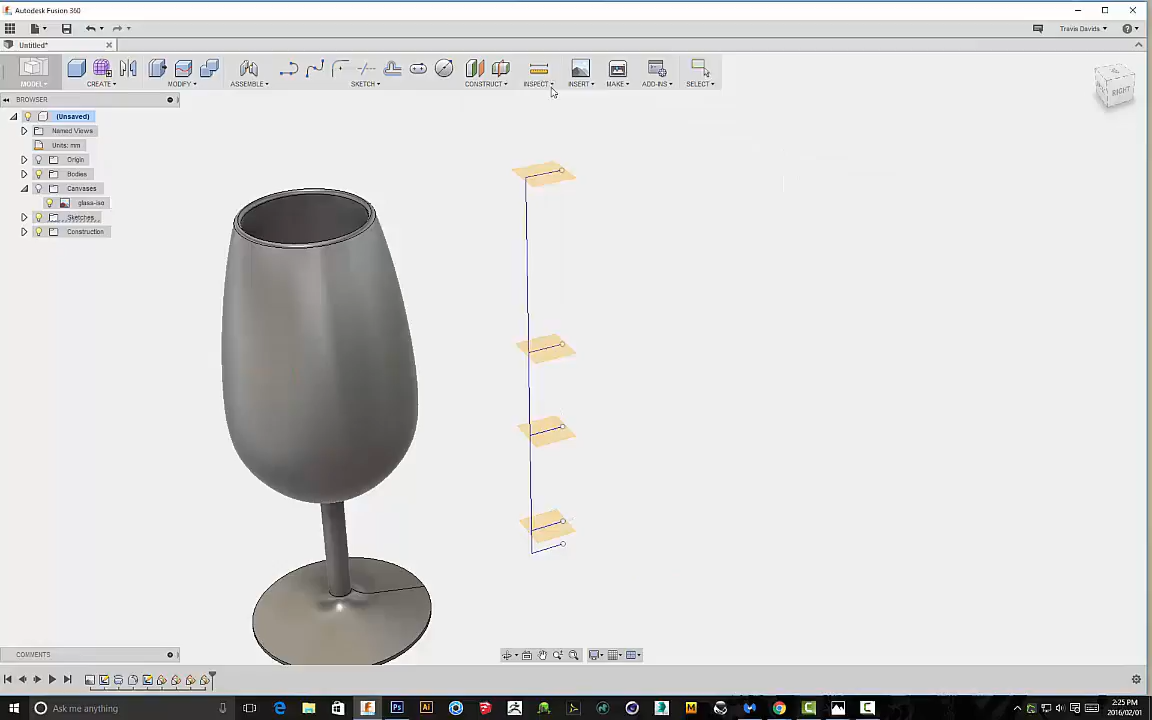 Autodesk Fusion 360
Untitled*
Travis Davids
MODEL
CREATE
MODIFY
ASSEMBLE
SKETCH
CONSTRUCT
INSPECT
INSERT
MAKE
ADD-INS
SELECT
BROWSER
RIGHT
(Unsaved)
Named Views
Units: mm
Origin
Bodies
Canvases
glass-iso
Sketches
Construction
COMMENTS
Ask me anything
2:25 PM
2016/02/01